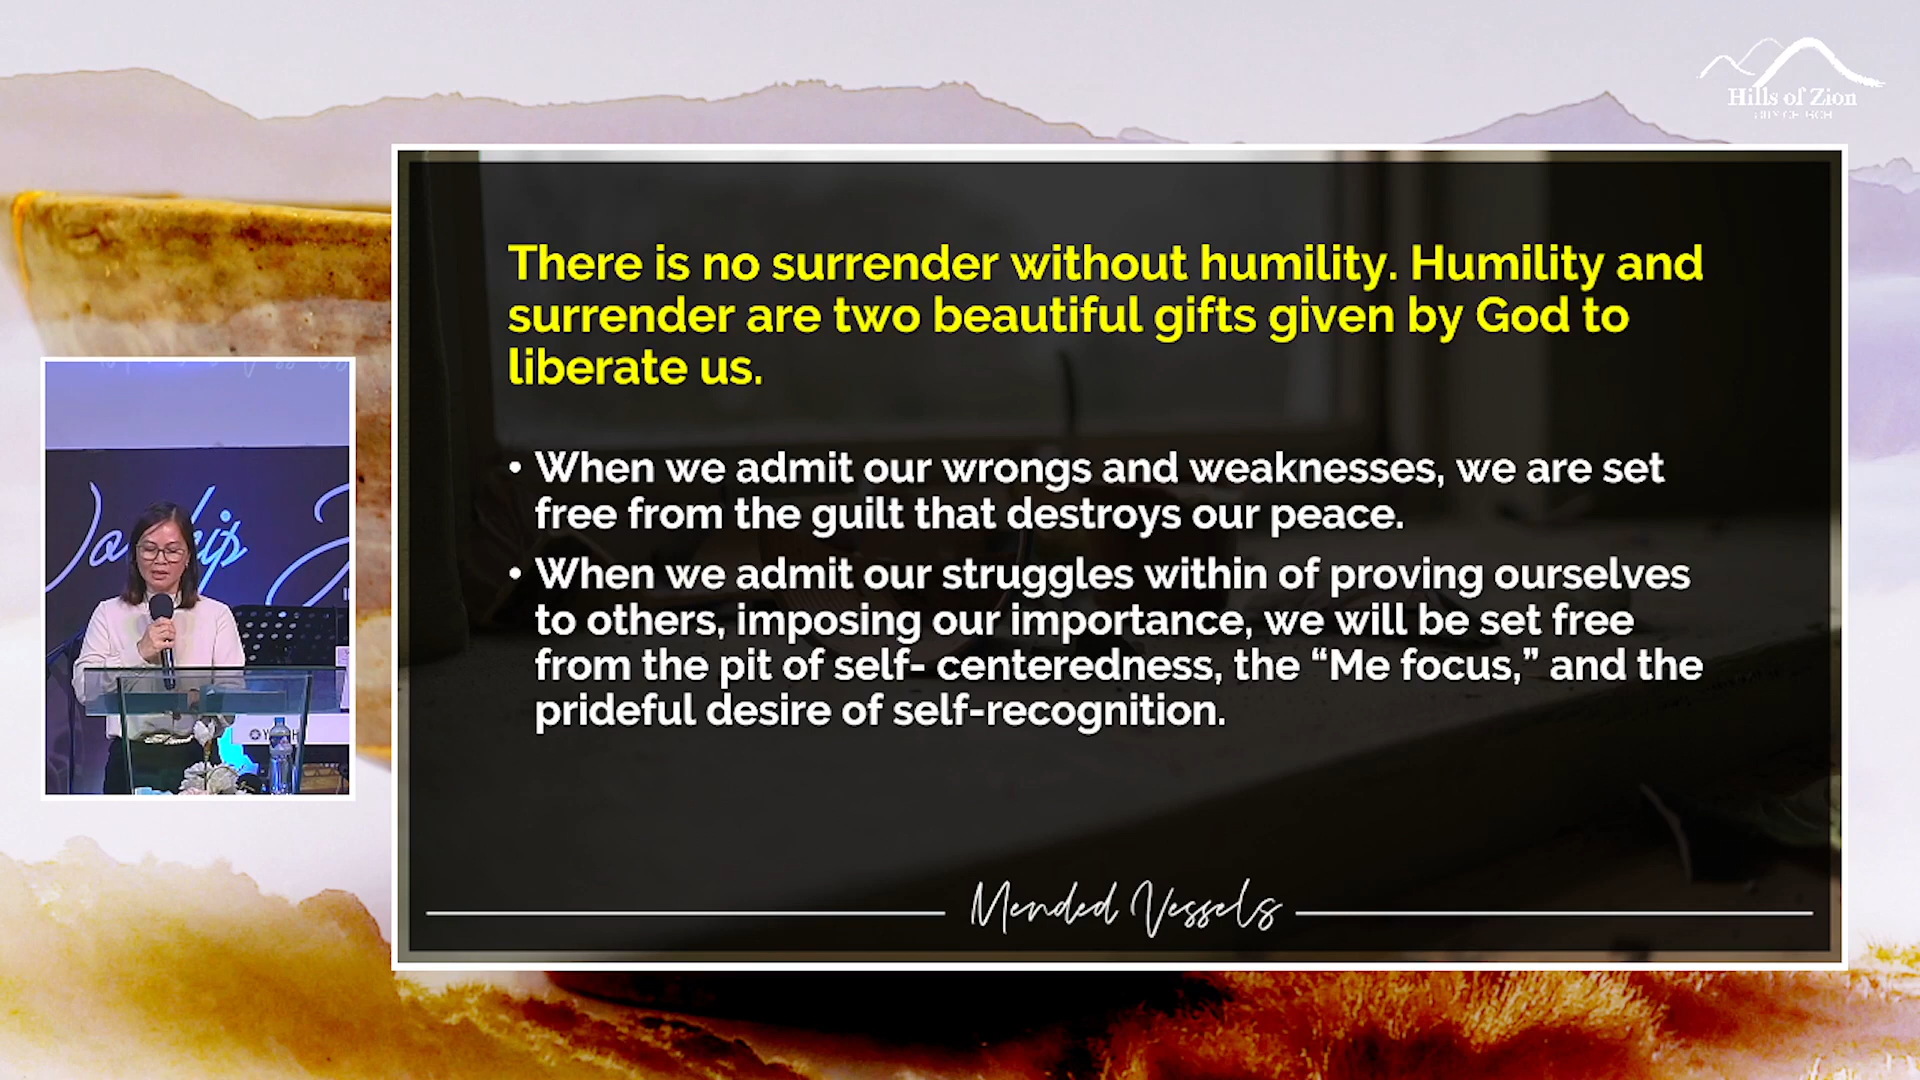 Hills of Zion
There is no surrender without humility. Humility and
surrender are two beautiful gifts given by God to
liberate us.
• When we admit our wrongs and weaknesses, we are set
free from the guilt that destroys our peace.
• When we admit our struggles within of proving ourselves
to others, imposing our importance, we will be set free
from the pit of self- centeredness, the “Me focus,” and the
prideful desire of self-recognition.
Mended Vessels